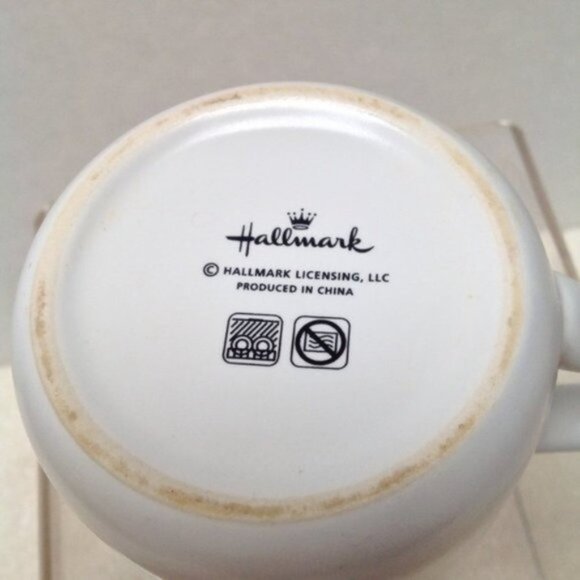 Hallmark
© HALLMARK LICENSING, LLC
PRODUCED IN CHINA